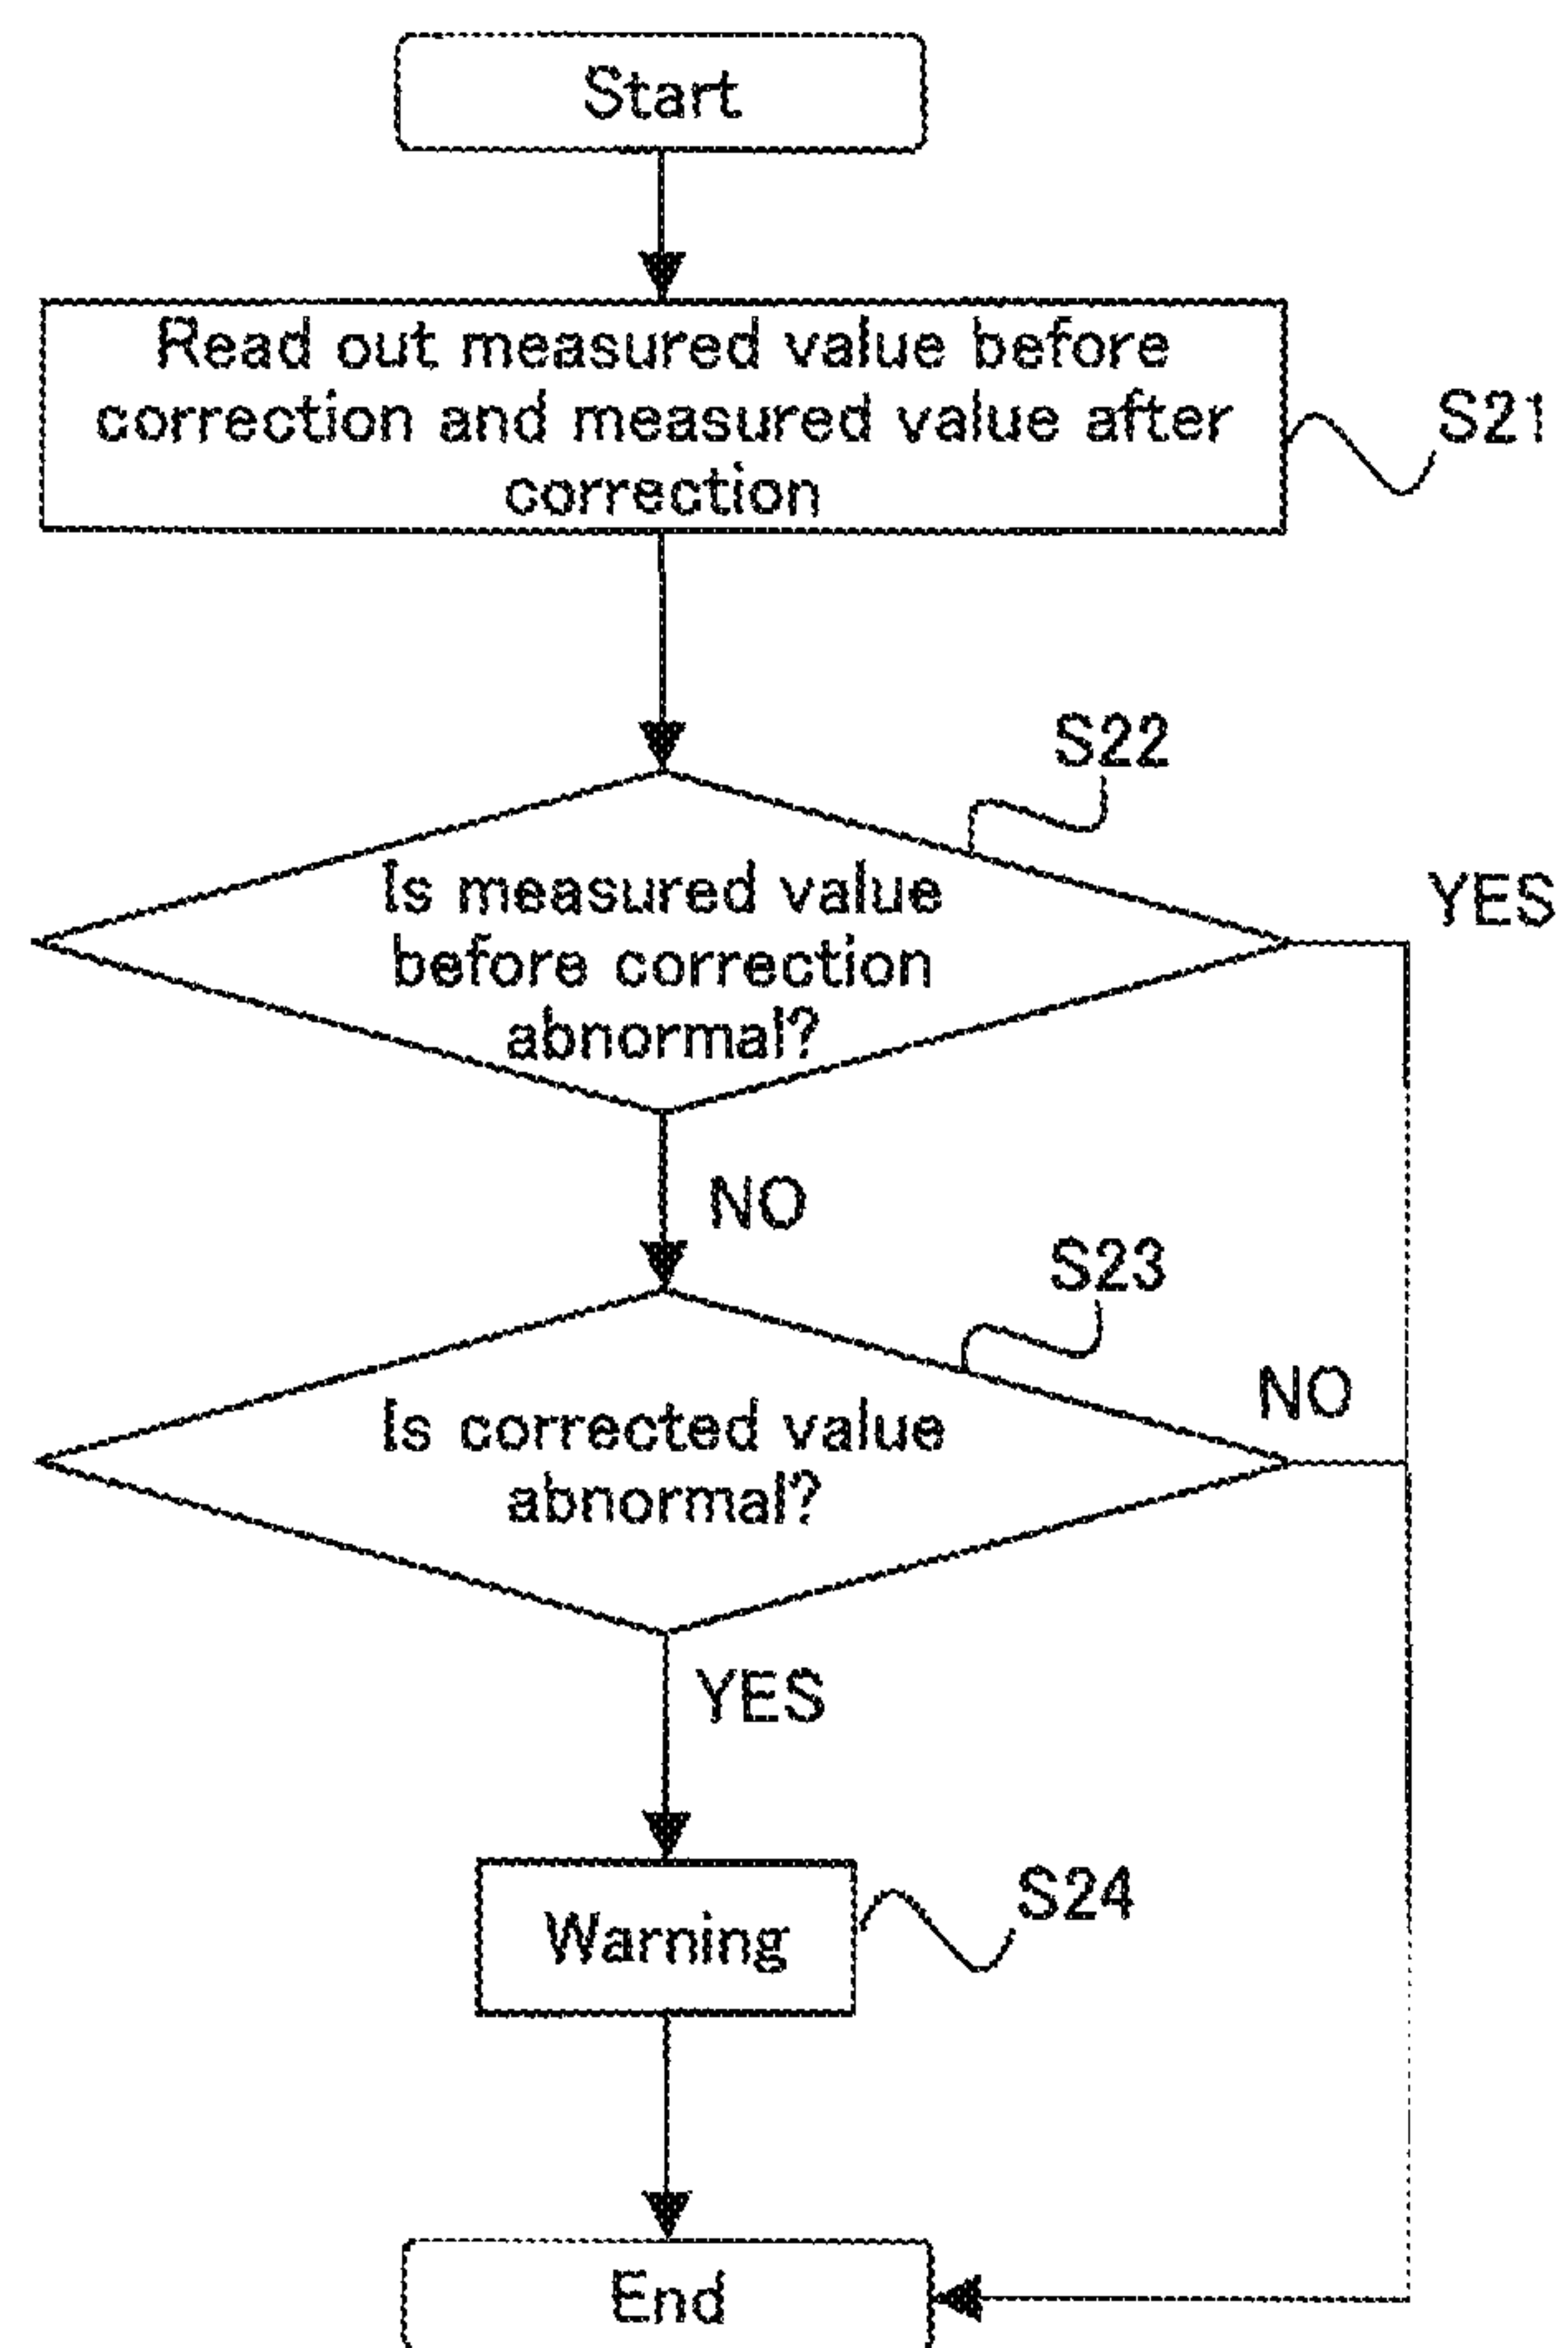 Start
Read out measured value before
correction and measured value after
correction
S21
S22
Is measured value
before correction
abnormal?
YES
NO
S23
Is corrected value
abnormal?
NO
YES
Warning
S24
End